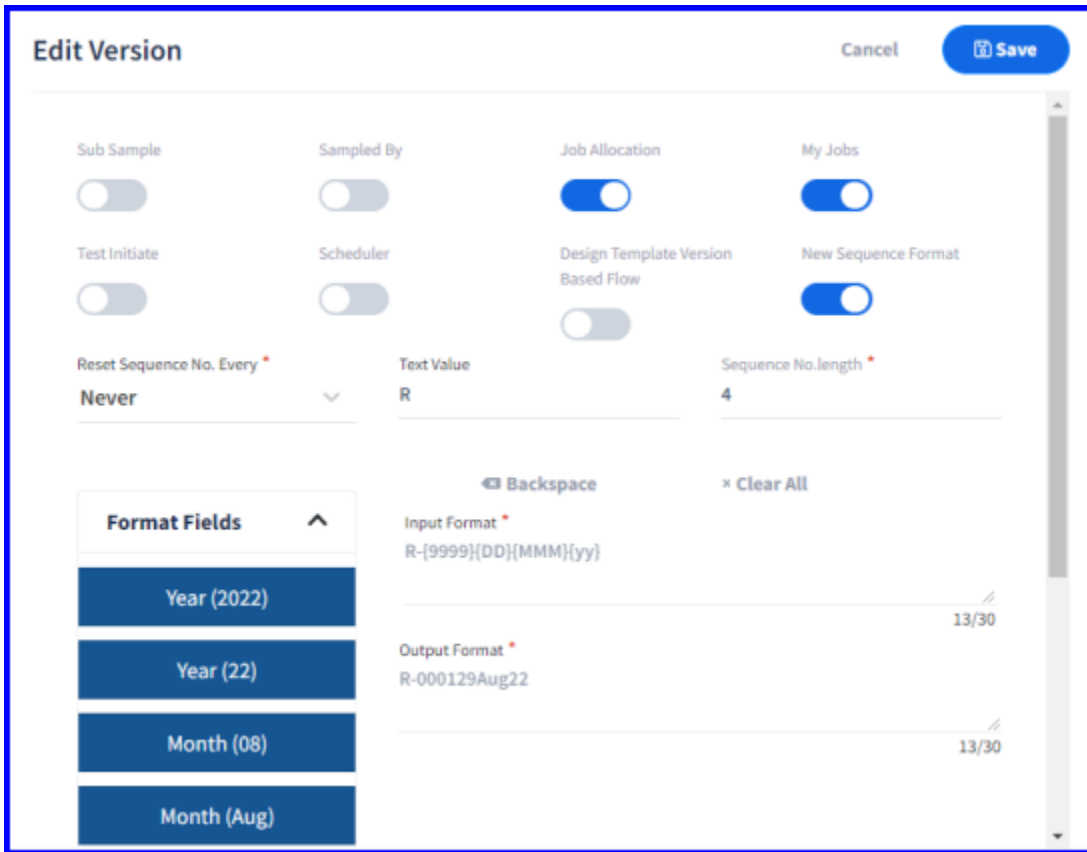 Edit Version
Cancel
Save
Sub Sample
Sampled By
Job Allocation
My Jobs
Test Initiate
Scheduler
Design Template Version
Based Flow
New Sequence Format
Reset Sequence No. Every *
Text Value
Sequence No.length *
Never
R
4
Backspace
× Clear All
Format Fields
Input Format *
R-{9999}{DD}{MMM}{yy}
Year (2022)
13/30
Output Format *
Year (22)
R-000129Aug22
Month (08)
13/30
Month (Aug)